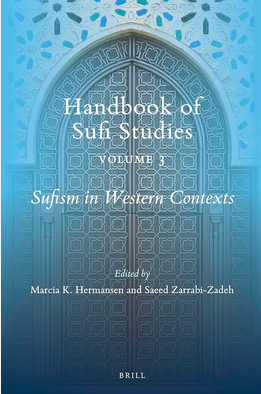 Handbook of
Sufi Studies
VOLUME 3
Sufism in Western Contexts
Edited by
Marcia K. Hermansen and Saeed Zarrabi-Zadeh
BRILL